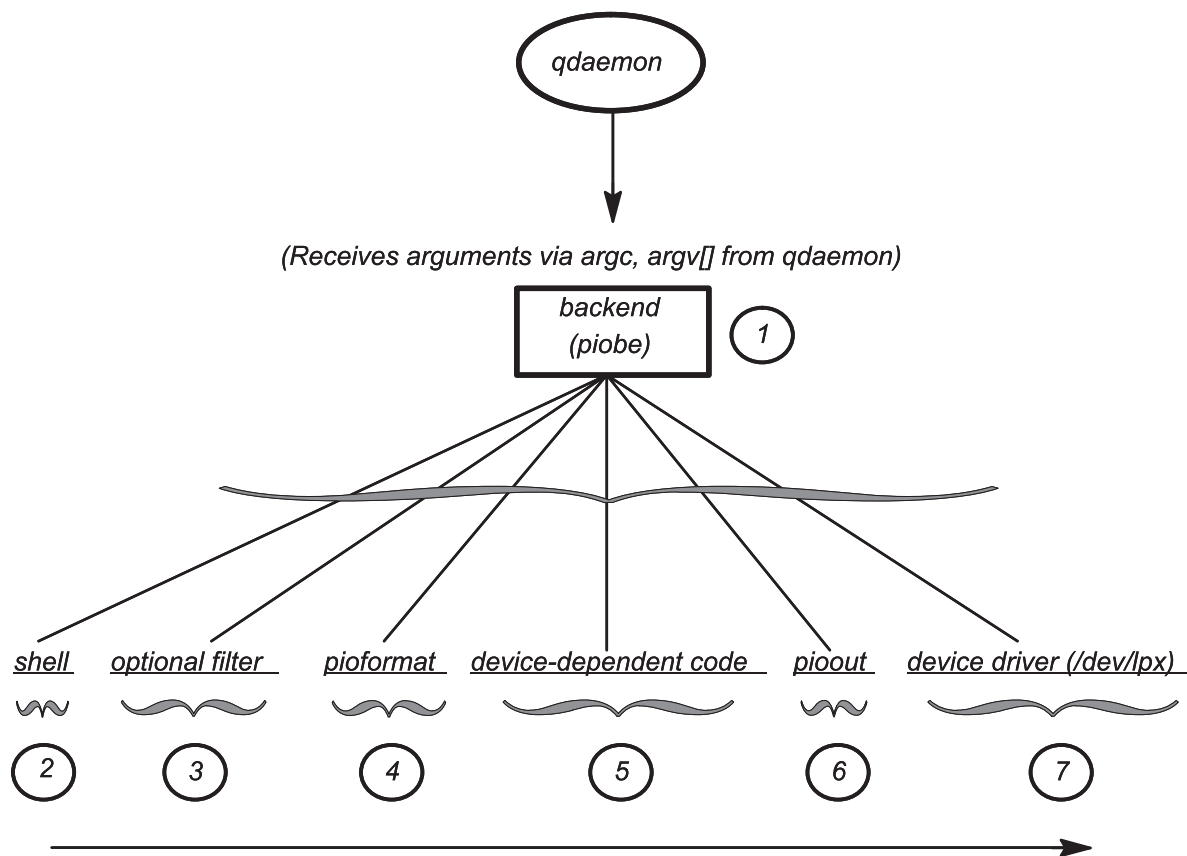 qdaemon
(Receives arguments via argc, argv[] from qdaemon)
backend
(piobe)
1
shell optional filter pioformat device-dependent code pioout device driver (/dev/lpx)
2 3 4 5 6 7